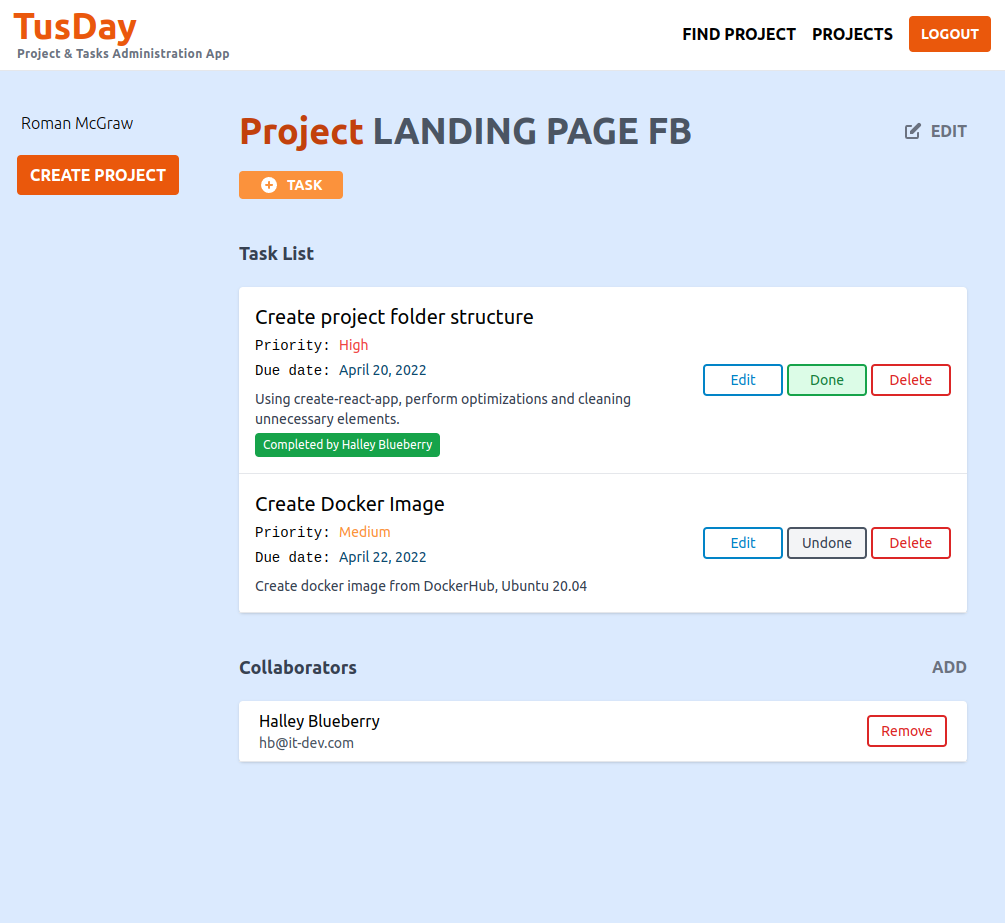 TusDay
Project & Tasks Administration App
FIND PROJECT PROJECTS LOGOUT
Roman McGraw
CREATE PROJECT
Project LANDING PAGE FB
EDIT
TASK
Task List
Create project folder structure
Priority: High
Due date: April 20, 2022
Using create-react-app, perform optimizations and cleaning
unnecessary elements.
Completed by Halley Blueberry
Edit Done Delete
Create Docker Image
Priority: Medium
Due date: April 22, 2022
Create docker image from DockerHub, Ubuntu 20.04
Edit Undone Delete
Collaborators
ADD
Halley Blueberry
hb@it-dev.com
Remove